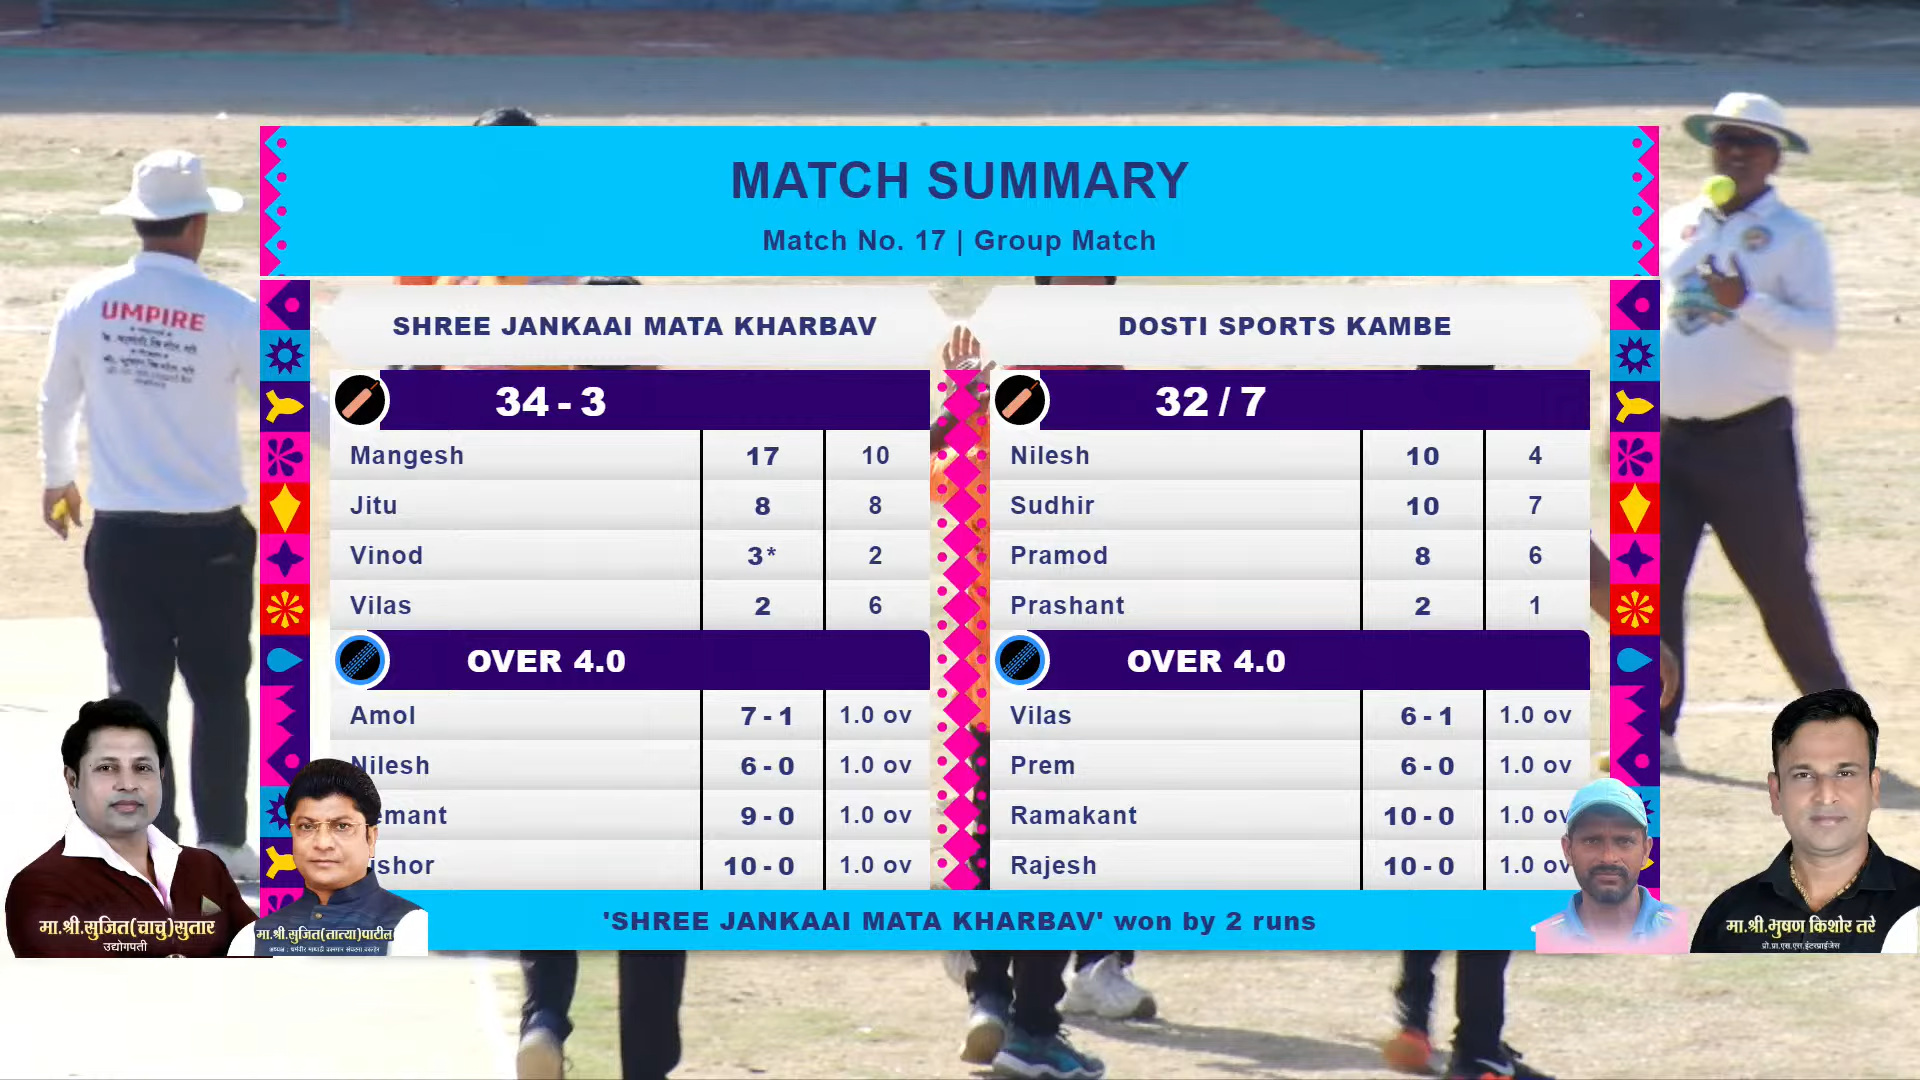 MATCH SUMMARY
Match No. 17 | Group Match
UMPIRE
SHREE JANKAAI MATA KHARBAV
34 - 3
Mangesh 17 10
Jitu 8 8
Vinod 3* 2
Vilas 2 6
OVER 4.0
Amol 7 - 1 1.0 ov
Nilesh 6 - 0 1.0 ov
emant 9 - 0 1.0 ov
ishor 10 - 0 1.0 ov
DOSTI SPORTS KAMBE
32 / 7
Nilesh 10 4
Sudhir 10 7
Pramod 8 6
Prashant 2 1
OVER 4.0
Vilas 6 - 1 1.0 ov
Prem 6 - 0 1.0 ov
Ramakant 10 - 0 1.0 ov
Rajesh 10 - 0 1.0 ov
'SHREE JANKAAI MATA KHARBAV' won by 2 runs
मा.श्री.सुजित(चाचु)सुतार
उद्योगपती
मा.श्री.सुजित(तात्या)पाटील
मा.श्री.भुषण किशोर तरे
प्रो.प्रा.एस.एस.इंटरप्राईजेस